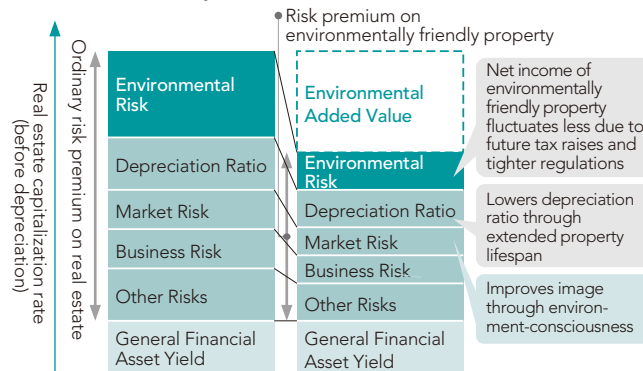 Risk premium on
environmentally friendly property
Real estate capitalization rate
(before depreciation)
Ordinary risk premium on real estate
Environmental
Risk
Depreciation Ratio
Market Risk
Business Risk
Other Risks
General Financial
Asset Yield
Environmental
Added Value
Environmental
Risk
Depreciation Ratio
Market Risk
Business Risk
Other Risks
General Financial
Asset Yield
Net income of
environmentally
friendly property
fluctuates less due to
future tax raises and
tighter regulations
Lowers depreciation
ratio through
extended property
lifespan
Improves image
through environ-
ment-consciousness